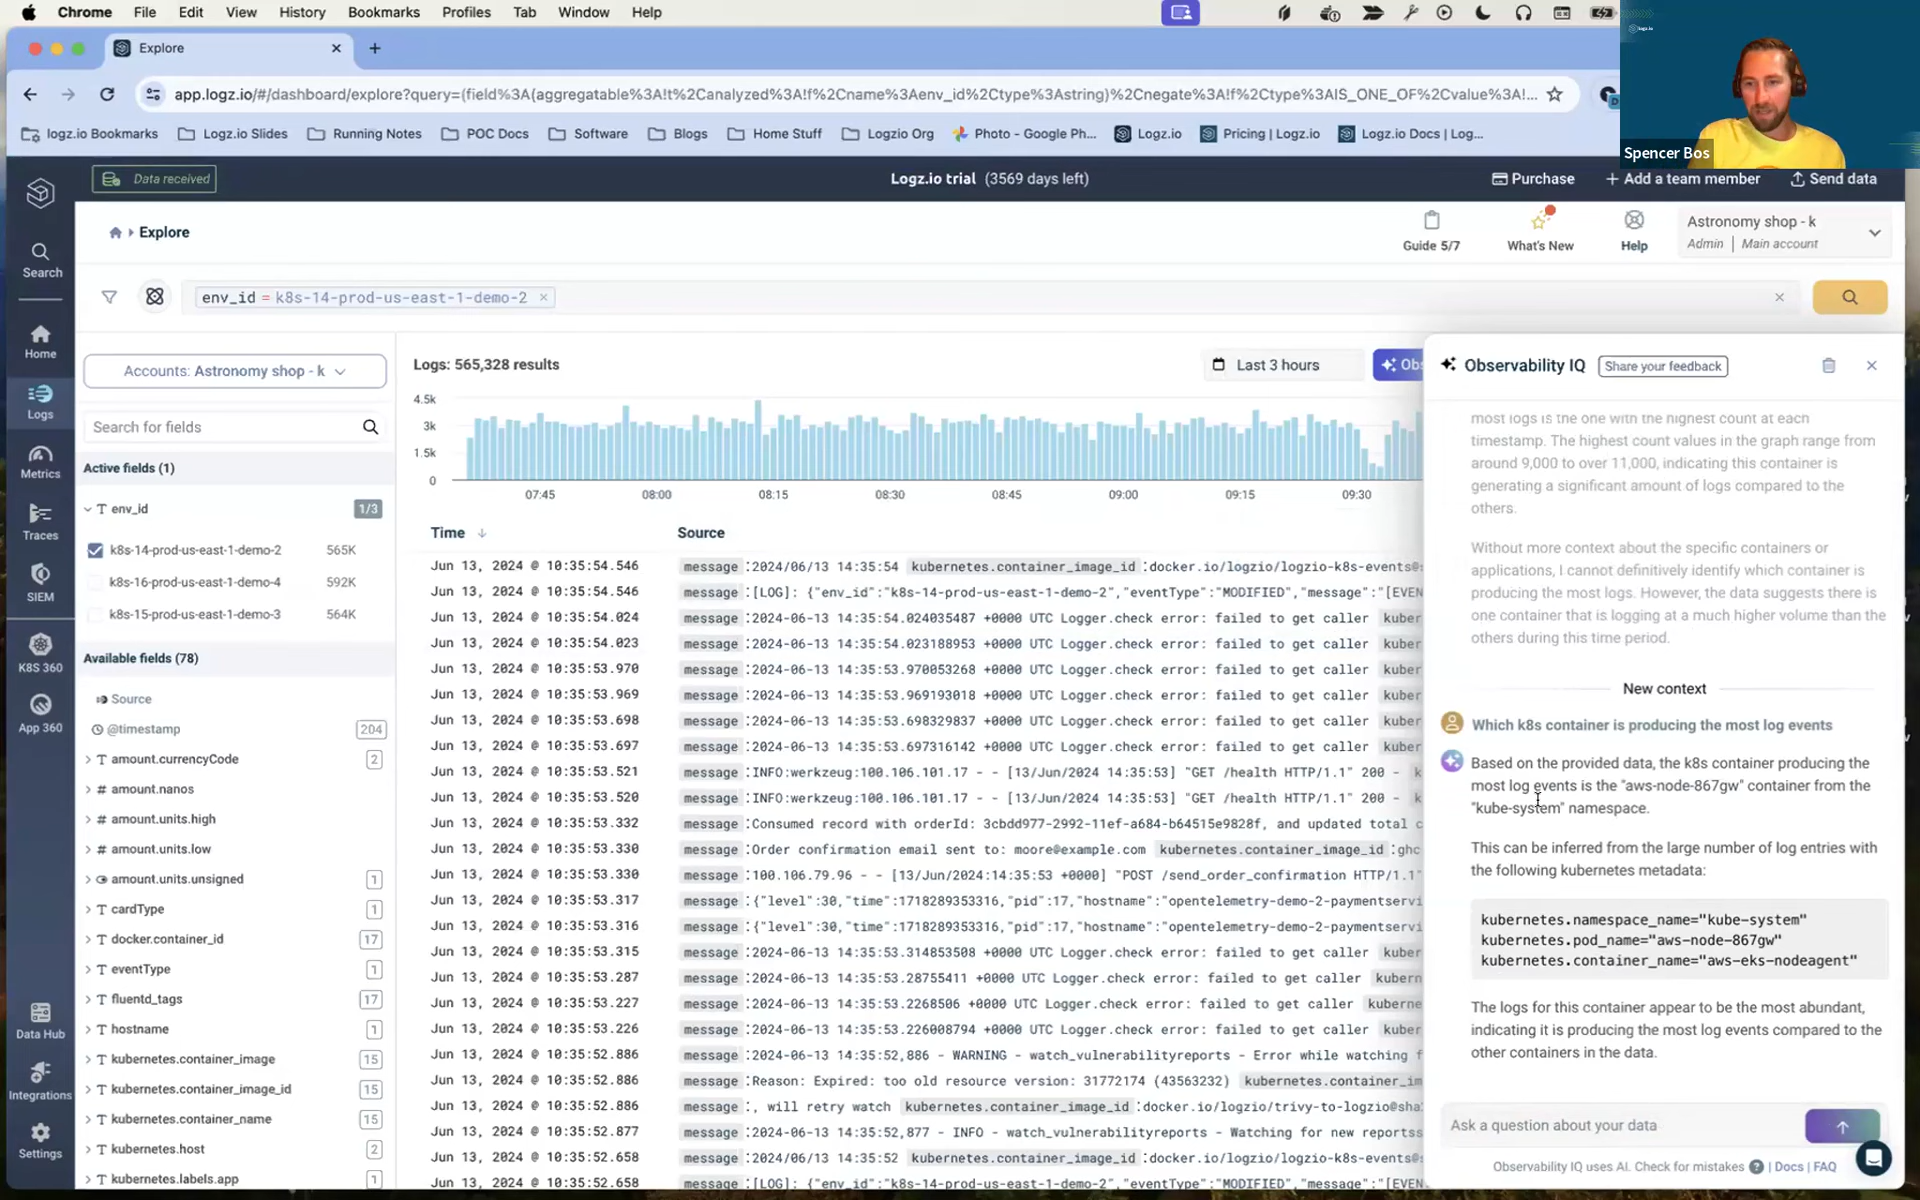 Chrome File Edit View History Bookmarks Profiles Tab Window Help
Explore
app.logz.io/#/dashboard/explore?query=(field%3A(aggregatable%3A!t%2Canalyzed%3A!f%2Cname%3Aenv_id%2Ctype%3Astring)%2Cnegate%3A!f%2Ctype%3AIS_ONE_OF%2Cvalue%3A!...
logz.io Bookmarks Logz.io Slides Running Notes POC Docs Software Blogs Home Stuff Logzio Org Photo - Google Ph... Logz.io Pricing | Logz.io Logz.io Docs | Log...
logz.io
Spencer Bos
Data received
Logz.io trial (3569 days left)
Purchase
Add a team member
Send data
Explore
Guide 5/7
What's New
Help
Astronomy shop - k
Admin | Main account
env_id = k8s-14-prod-us-east-1-demo-2
Search
Home
Logs
Metrics
Traces
SIEM
K8S 360
App 360
Data Hub
Integrations
Settings
Accounts: Astronomy shop - k
Search for fields
Active fields (1)
T env_id 1/3
k8s-14-prod-us-east-1-demo-2 565K
k8s-16-prod-us-east-1-demo-4 592K
k8s-15-prod-us-east-1-demo-3 564K
Available fields (78)
Source
@timestamp 204
T amount.currencyCode 2
# amount.nanos
# amount.units.high
# amount.units.low
amount.units.unsigned 1
T cardType 1
T docker.container_id 17
T eventType 1
T fluentd_tags 17
T hostname 1
T kubernetes.container_image 15
T kubernetes.container_image_id 15
T kubernetes.container_name 15
T kubernetes.host 2
T kubernetes.labels.app 1
Logs: 565,328 results
Last 3 hours
Obs
4.5k
3k
1.5k
0
07:45 08:00 08:15 08:30 08:45 09:00 09:15 09:30
Time Source
Jun 13, 2024 @ 10:35:54.546 message :2024/06/13 14:35:54 kubernetes.container_image_id :docker.io/logzio/logzio-k8s-events@
Jun 13, 2024 @ 10:35:54.546 message :[LOG]: {"env_id":"k8s-14-prod-us-east-1-demo-2","eventType":"MODIFIED","message":"[EVEN
Jun 13, 2024 @ 10:35:54.024 message :2024-06-13 14:35:54.024035487 +0000 UTC Logger.check error: failed to get caller kuber
Jun 13, 2024 @ 10:35:54.023 message :2024-06-13 14:35:54.023188953 +0000 UTC Logger.check error: failed to get caller kuber
Jun 13, 2024 @ 10:35:53.970 message :2024-06-13 14:35:53.970053268 +0000 UTC Logger.check error: failed to get caller kuber
Jun 13, 2024 @ 10:35:53.969 message :2024-06-13 14:35:53.969193018 +0000 UTC Logger.check error: failed to get caller kuber
Jun 13, 2024 @ 10:35:53.698 message :2024-06-13 14:35:53.698329837 +0000 UTC Logger.check error: failed to get caller kuber
Jun 13, 2024 @ 10:35:53.697 message :2024-06-13 14:35:53.697316142 +0000 UTC Logger.check error: failed to get caller kuber
Jun 13, 2024 @ 10:35:53.521 message :INFO:werkzeug:100.106.101.17 - - [13/Jun/2024 14:35:53] "GET /health HTTP/1.1" 200 - k
Jun 13, 2024 @ 10:35:53.520 message :INFO:werkzeug:100.106.101.17 - - [13/Jun/2024 14:35:53] "GET /health HTTP/1.1" 200 - k
Jun 13, 2024 @ 10:35:53.332 message :Consumed record with orderId: 3cbdd977-2992-11ef-a684-b64515e9828f, and updated total c
Jun 13, 2024 @ 10:35:53.330 message :Order confirmation email sent to: moore@example.com kubernetes.container_image_id :ghc
Jun 13, 2024 @ 10:35:53.330 message :100.106.79.96 - - [13/Jun/2024:14:35:53 +0000] "POST /send_order_confirmation HTTP/1.1"
Jun 13, 2024 @ 10:35:53.317 message :{"level":30,"time":1718289353316,"pid":17,"hostname":"opentelemetry-demo-2-paymentservi
Jun 13, 2024 @ 10:35:53.316 message :{"level":30,"time":1718289353316,"pid":17,"hostname":"opentelemetry-demo-2-paymentservi
Jun 13, 2024 @ 10:35:53.315 message :2024-06-13 14:35:53.314853508 +0000 UTC Logger.check error: failed to get caller kuber
Jun 13, 2024 @ 10:35:53.287 message :2024-06-13 14:35:53.28755411 +0000 UTC Logger.check error: failed to get caller kubern
Jun 13, 2024 @ 10:35:53.227 message :2024-06-13 14:35:53.2268506 +0000 UTC Logger.check error: failed to get caller kuberne
Jun 13, 2024 @ 10:35:53.226 message :2024-06-13 14:35:53.226008794 +0000 UTC Logger.check error: failed to get caller kuber
Jun 13, 2024 @ 10:35:52.886 message :2024-06-13 14:35:52,886 - WARNING - watch_vulnerabilityreports - Error while watching f
Jun 13, 2024 @ 10:35:52.886 message :Reason: Expired: too old resource version: 31772174 (43563232) kubernetes.container_im
Jun 13, 2024 @ 10:35:52.886 message :, will retry watch kubernetes.container_image_id :docker.io/logzio/trivy-to-logzio@sha
Jun 13, 2024 @ 10:35:52.877 message :2024-06-13 14:35:52,877 - INFO - watch_vulnerabilityreports - Watching for new reports
Jun 13, 2024 @ 10:35:52.658 message :2024/06/13 14:35:52 kubernetes.container_image_id :docker.io/logzio/logzio-k8s-events@
Jun 13, 2024 @ 10:35:52.658 message :[LOG]: {"env_id":"k8s-14-prod-us-east-1-demo-2","eventType":"MODIFIED","message":"[EVEN
Observability IQ Share your feedback
most logs is the one with the highest count at each
timestamp. The highest count values in the graph range from
around 9,000 to over 11,000, indicating this container is
generating a significant amount of logs compared to the
others.
Without more context about the specific containers or
applications, I cannot definitively identify which container is
producing the most logs. However, the data suggests there is
one container that is logging at a much higher volume than the
others during this time period.
New context
Which k8s container is producing the most log events
Based on the provided data, the k8s container producing the
most log events is the "aws-node-867gw" container from the
"kube-system" namespace.
This can be inferred from the large number of log entries with
the following kubernetes metadata:
kubernetes.namespace_name="kube-system"
kubernetes.pod_name="aws-node-867gw"
kubernetes.container_name="aws-eks-nodeagent"
The logs for this container appear to be the most abundant,
indicating it is producing the most log events compared to the
other containers in the data.
Ask a question about your data
Observability IQ uses AI. Check for mistakes ? | Docs | FAQ